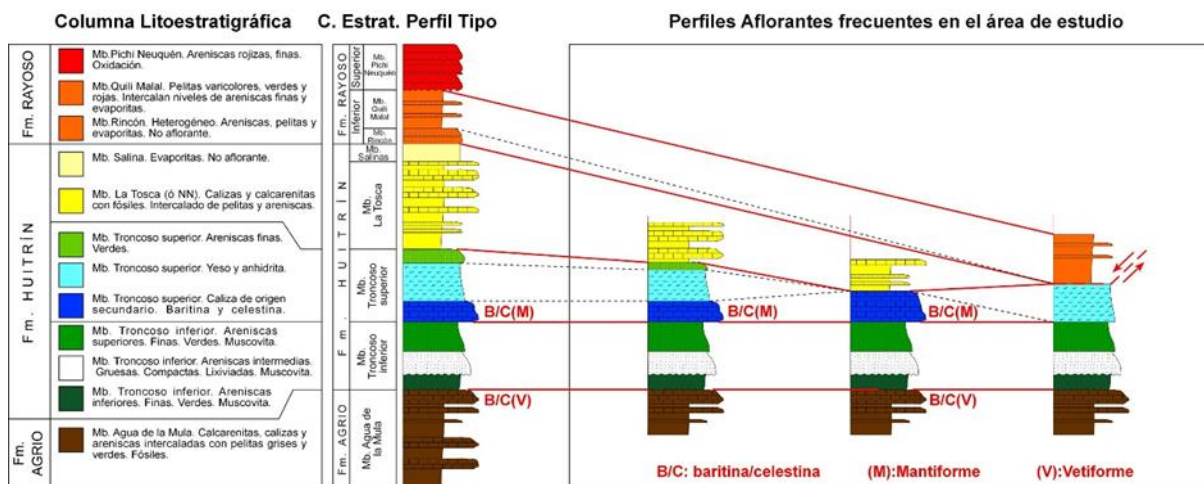 Columna Litoestratigráfica
C. Estrat. Perfil Tipo
Perfiles Aflorantes frecuentes en el área de estudio
Fm. RAYOSO
Mb.Pichi Neuquén. Areniscas rojizas, finas.
Oxidación.
Mb.Quili Malal. Pelitas varicolores, verdes y
rojas. Intercalan niveles de areniscas finas y
evaporitas.
Mb.Rincón. Heterogéneo. Areniscas, pelitas y
evaporitas. No aflorante.
Fm. HUITRÍN
Mb. Salina. Evaporitas. No aflorante.
Mb. La Tosca (ó NN). Calizas y calcarenitas
con fósiles. Intercalado de pelitas y areniscas.
Mb. Troncoso superior. Areniscas finas.
Verdes.
Mb. Troncoso superior. Yeso y anhidrita.
Mb. Troncoso superior. Caliza de origen
secundario. Baritina y celestina.
Mb. Troncoso inferior. Areniscas
superiores. Finas. Verdes. Muscovita.
Mb. Troncoso inferior. Areniscas intermedias.
Gruesas. Compactas. Lixiviadas. Muscovita.
Mb. Troncoso inferior. Areniscas
inferiores. Finas. Verdes. Muscovita.
Fm.
AGRIO
Mb. Agua de la Mula. Calcarenitas, calizas y
areniscas intercaladas con pelitas grises y
verdes. Fósiles.
Fm. RAYOSO
Superior
Inferior
Mb.
Pichi
Neuquén
Mb.
Quili
Malal
Mb.
Rincón
Fm. HUITRÍN
Mb.
Salinas
Mb.
La Tosca
Mb.
Troncoso
superior
Mb.
Troncoso
inferior
Fm. AGRIO
Mb. Agua de
la Mula
B/C(M)
B/C(M)
B/C(M)
B/C(V)
B/C(V)
B/C: baritina/celestina
(M):Mantiforme
(V):Vetiforme